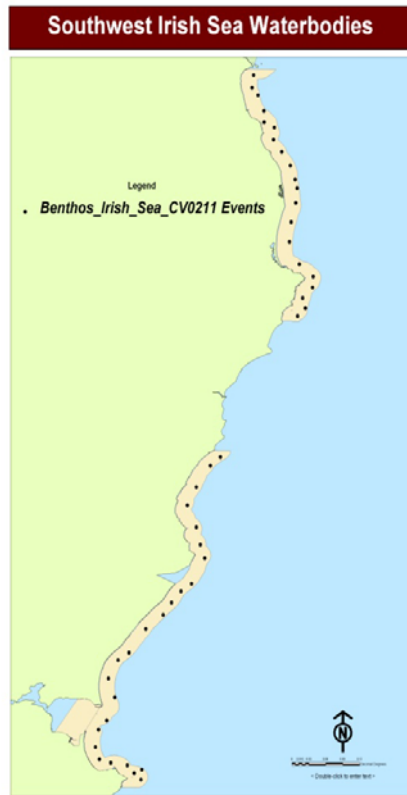 Southwest Irish Sea Waterbodies
Legend
Benthos_Irish_Sea_CV0211 Events
N
• Double-click to enter text •